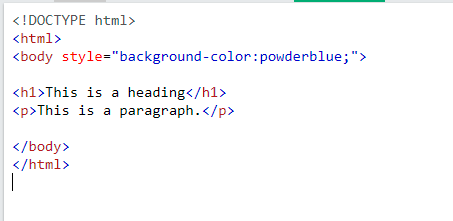 <!DOCTYPE html>
<html>
<body style="background-color:powderblue;">
<h1>This is a heading</h1>
<p>This is a paragraph.</p>
</body>
</html>